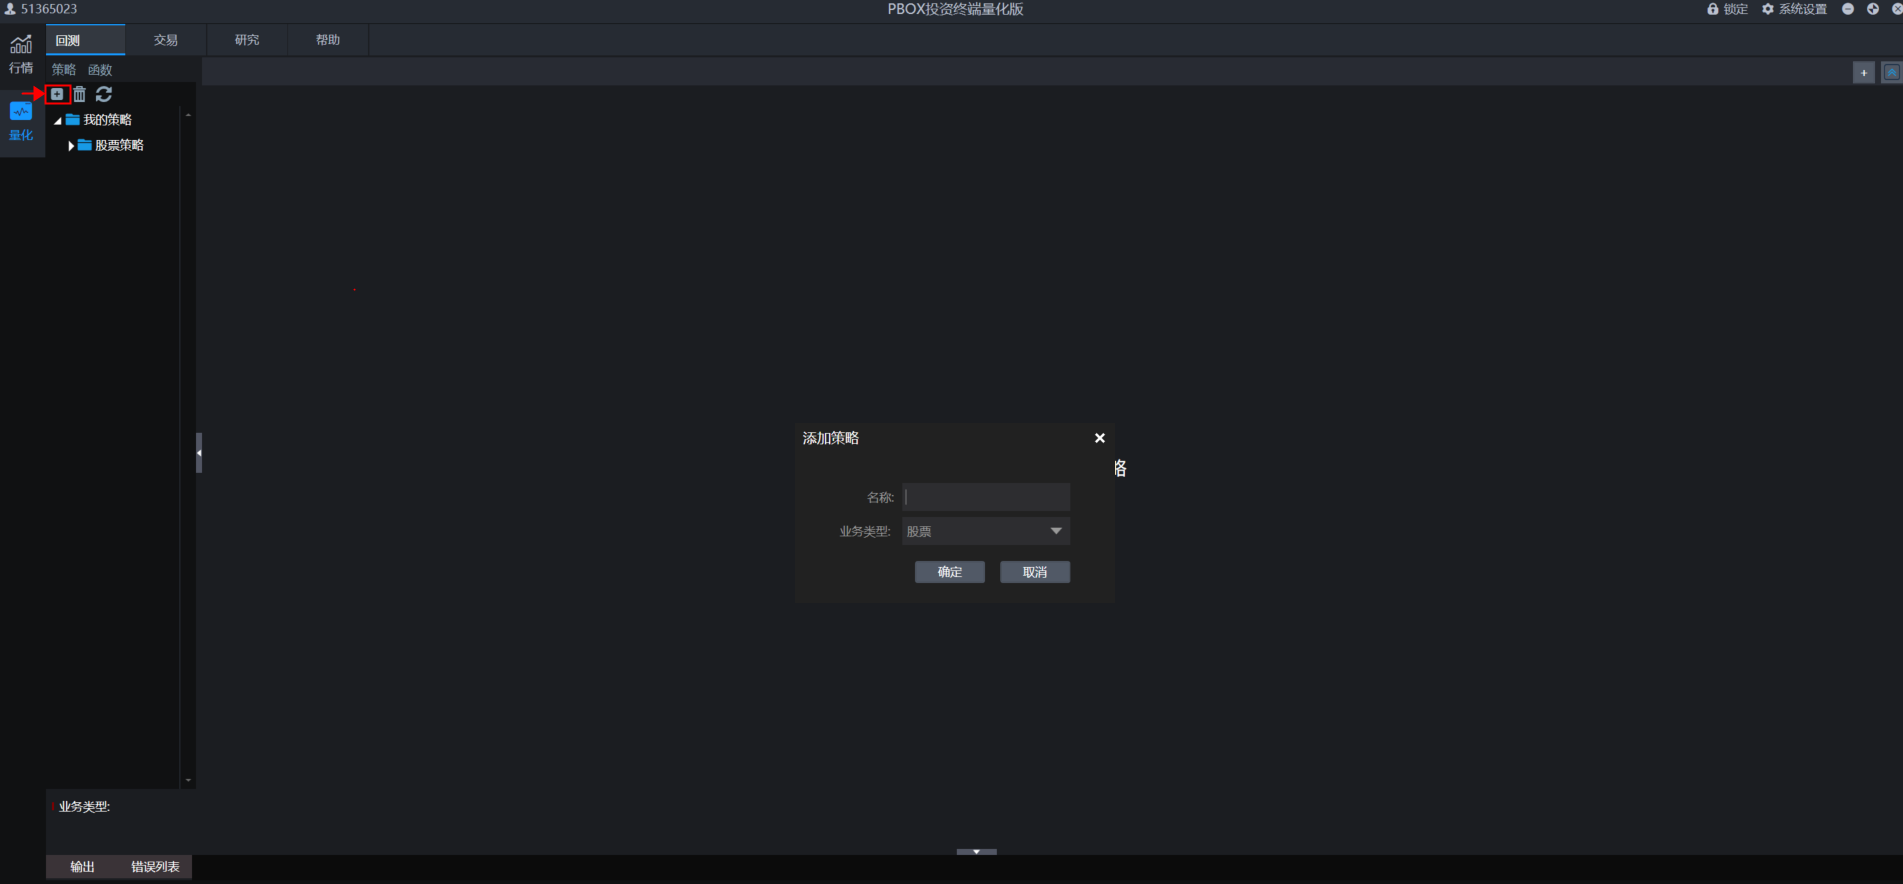 51365023
PBOX投资终端量化版
锁定 系统设置
行情
回测 交易 研究 帮助
策略 函数
量化
我的策略
股票策略
添加策略
略
名称:
业务类型: 股票
确定 取消
业务类型:
输出 错误列表